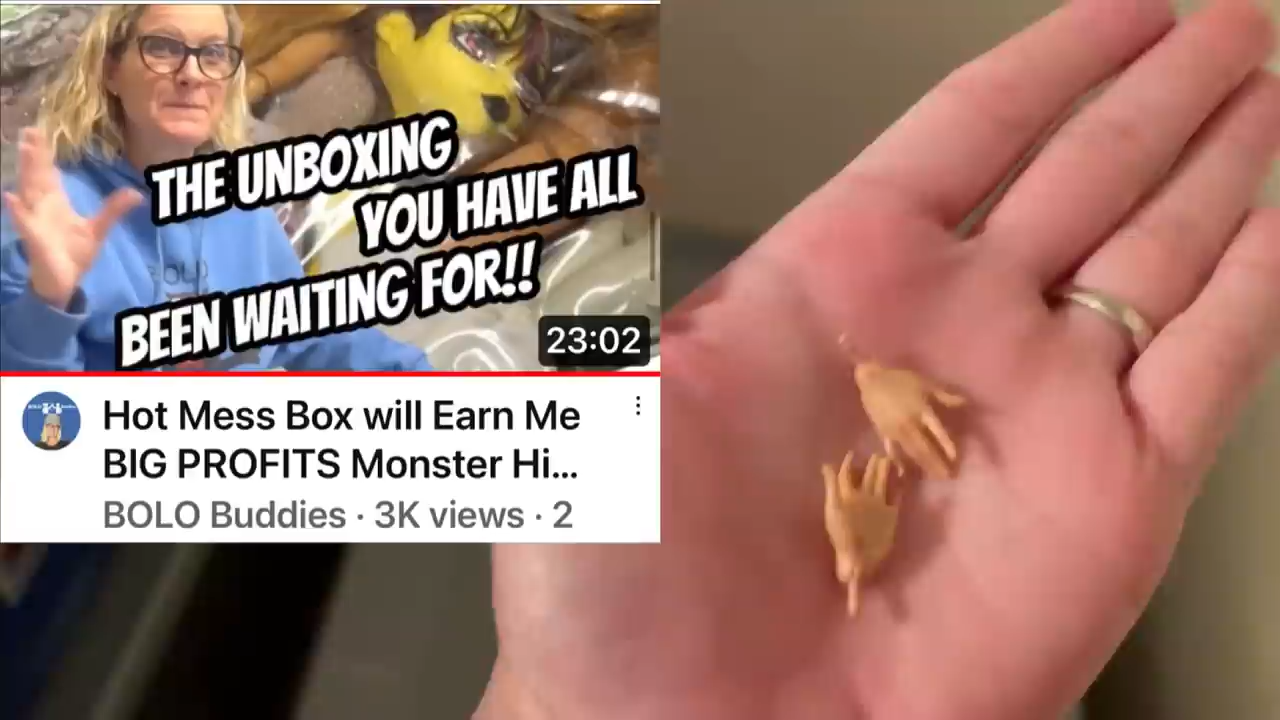 THE UNBOXING
YOU HAVE ALL
BEEN WAITING FOR!!
23:02
Hot Mess Box will Earn Me
BIG PROFITS Monster Hi...
BOLO Buddies · 3K views · 2